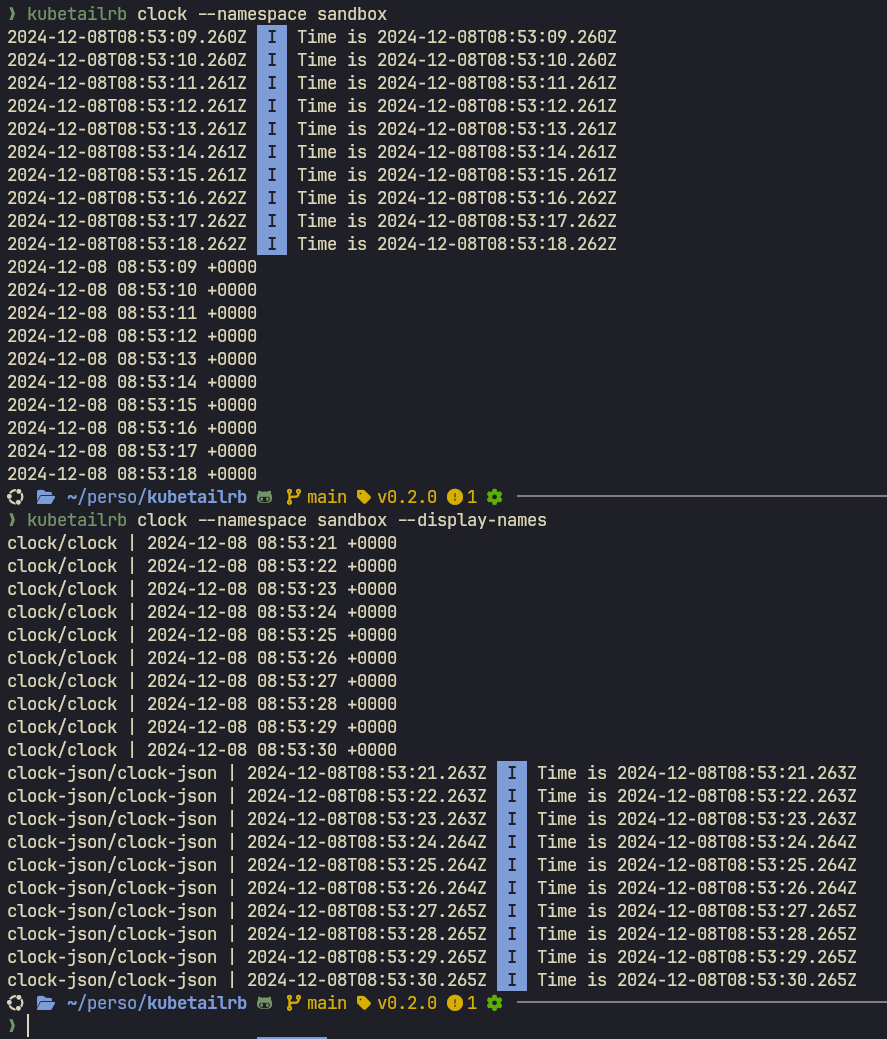 ❯ kubetailrb clock --namespace sandbox
2024-12-08T08:53:09.260Z I Time is 2024-12-08T08:53:09.260Z
2024-12-08T08:53:10.260Z I Time is 2024-12-08T08:53:10.260Z
2024-12-08T08:53:11.261Z I Time is 2024-12-08T08:53:11.261Z
2024-12-08T08:53:12.261Z I Time is 2024-12-08T08:53:12.261Z
2024-12-08T08:53:13.261Z I Time is 2024-12-08T08:53:13.261Z
2024-12-08T08:53:14.261Z I Time is 2024-12-08T08:53:14.261Z
2024-12-08T08:53:15.261Z I Time is 2024-12-08T08:53:15.261Z
2024-12-08T08:53:16.262Z I Time is 2024-12-08T08:53:16.262Z
2024-12-08T08:53:17.262Z I Time is 2024-12-08T08:53:17.262Z
2024-12-08T08:53:18.262Z I Time is 2024-12-08T08:53:18.262Z
2024-12-08 08:53:09 +0000
2024-12-08 08:53:10 +0000
2024-12-08 08:53:11 +0000
2024-12-08 08:53:12 +0000
2024-12-08 08:53:13 +0000
2024-12-08 08:53:14 +0000
2024-12-08 08:53:15 +0000
2024-12-08 08:53:16 +0000
2024-12-08 08:53:17 +0000
2024-12-08 08:53:18 +0000
~/perso/kubetailrb main v0.2.0 1
❯ kubetailrb clock --namespace sandbox --display-names
clock/clock | 2024-12-08 08:53:21 +0000
clock/clock | 2024-12-08 08:53:22 +0000
clock/clock | 2024-12-08 08:53:23 +0000
clock/clock | 2024-12-08 08:53:24 +0000
clock/clock | 2024-12-08 08:53:25 +0000
clock/clock | 2024-12-08 08:53:26 +0000
clock/clock | 2024-12-08 08:53:27 +0000
clock/clock | 2024-12-08 08:53:28 +0000
clock/clock | 2024-12-08 08:53:29 +0000
clock/clock | 2024-12-08 08:53:30 +0000
clock-json/clock-json | 2024-12-08T08:53:21.263Z I Time is 2024-12-08T08:53:21.263Z
clock-json/clock-json | 2024-12-08T08:53:22.263Z I Time is 2024-12-08T08:53:22.263Z
clock-json/clock-json | 2024-12-08T08:53:23.263Z I Time is 2024-12-08T08:53:23.263Z
clock-json/clock-json | 2024-12-08T08:53:24.264Z I Time is 2024-12-08T08:53:24.264Z
clock-json/clock-json | 2024-12-08T08:53:25.264Z I Time is 2024-12-08T08:53:25.264Z
clock-json/clock-json | 2024-12-08T08:53:26.264Z I Time is 2024-12-08T08:53:26.264Z
clock-json/clock-json | 2024-12-08T08:53:27.265Z I Time is 2024-12-08T08:53:27.265Z
clock-json/clock-json | 2024-12-08T08:53:28.265Z I Time is 2024-12-08T08:53:28.265Z
clock-json/clock-json | 2024-12-08T08:53:29.265Z I Time is 2024-12-08T08:53:29.265Z
clock-json/clock-json | 2024-12-08T08:53:30.265Z I Time is 2024-12-08T08:53:30.265Z
~/perso/kubetailrb main v0.2.0 1
❯